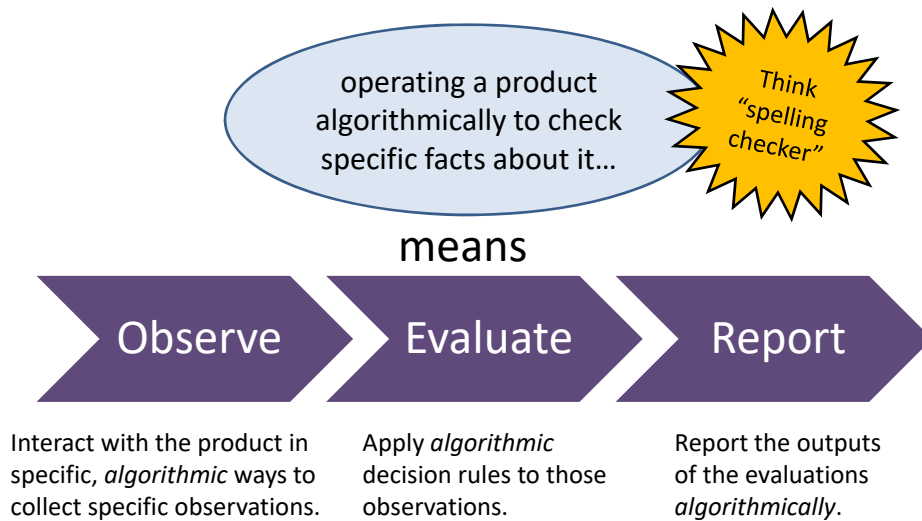 operating a product
algorithmically to check
specific facts about it…
Think
“spelling
checker”
means
Observe
Evaluate
Report
Interact with the product in
specific, algorithmic ways to
collect specific observations.
Apply algorithmic
decision rules to those
observations.
Report the outputs
of the evaluations
algorithmically.